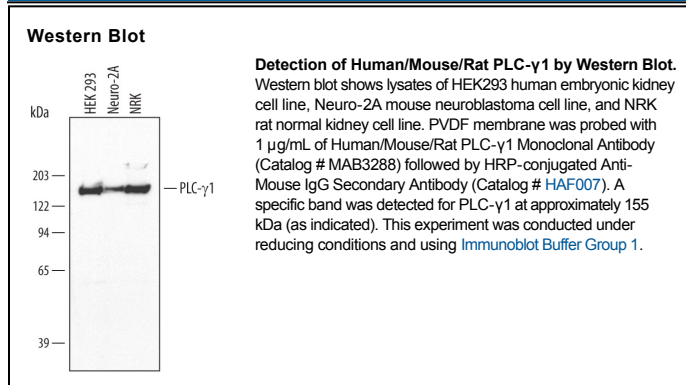 Western Blot
HEK 293
Neuro-2A
NRK
kDa
203
122
94
65
39
PLC-γ1
Detection of Human/Mouse/Rat PLC-γ1 by Western Blot.
Western blot shows lysates of HEK293 human embryonic kidney
cell line, Neuro-2A mouse neuroblastoma cell line, and NRK
rat normal kidney cell line. PVDF membrane was probed with
1 µg/mL of Human/Mouse/Rat PLC-γ1 Monoclonal Antibody
(Catalog # MAB3288) followed by HRP-conjugated Anti-
Mouse IgG Secondary Antibody (Catalog # HAF007). A
specific band was detected for PLC-γ1 at approximately 155
kDa (as indicated). This experiment was conducted under
reducing conditions and using Immunoblot Buffer Group 1.